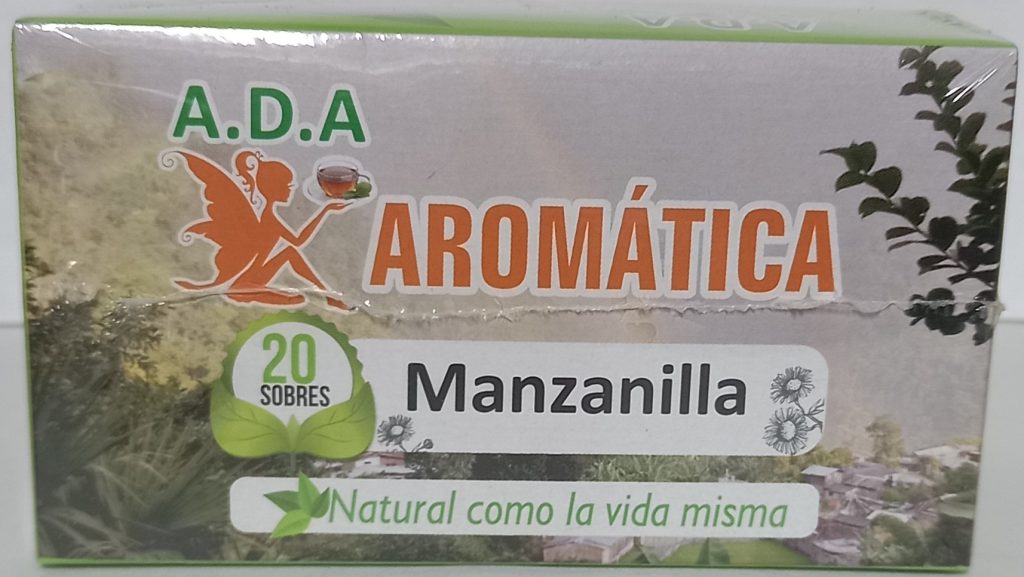 A.D.A
AROMÁTICA
20
SOBRES
Manzanilla
Natural como la vida misma